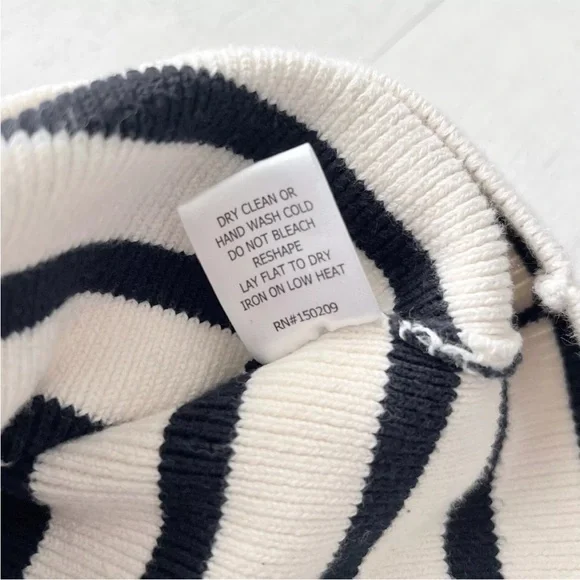 DRY CLEAN OR
HAND WASH COLD
DO NOT BLEACH
RESHAPE
LAY FLAT TO DRY
IRON ON LOW HEAT
RN#150209